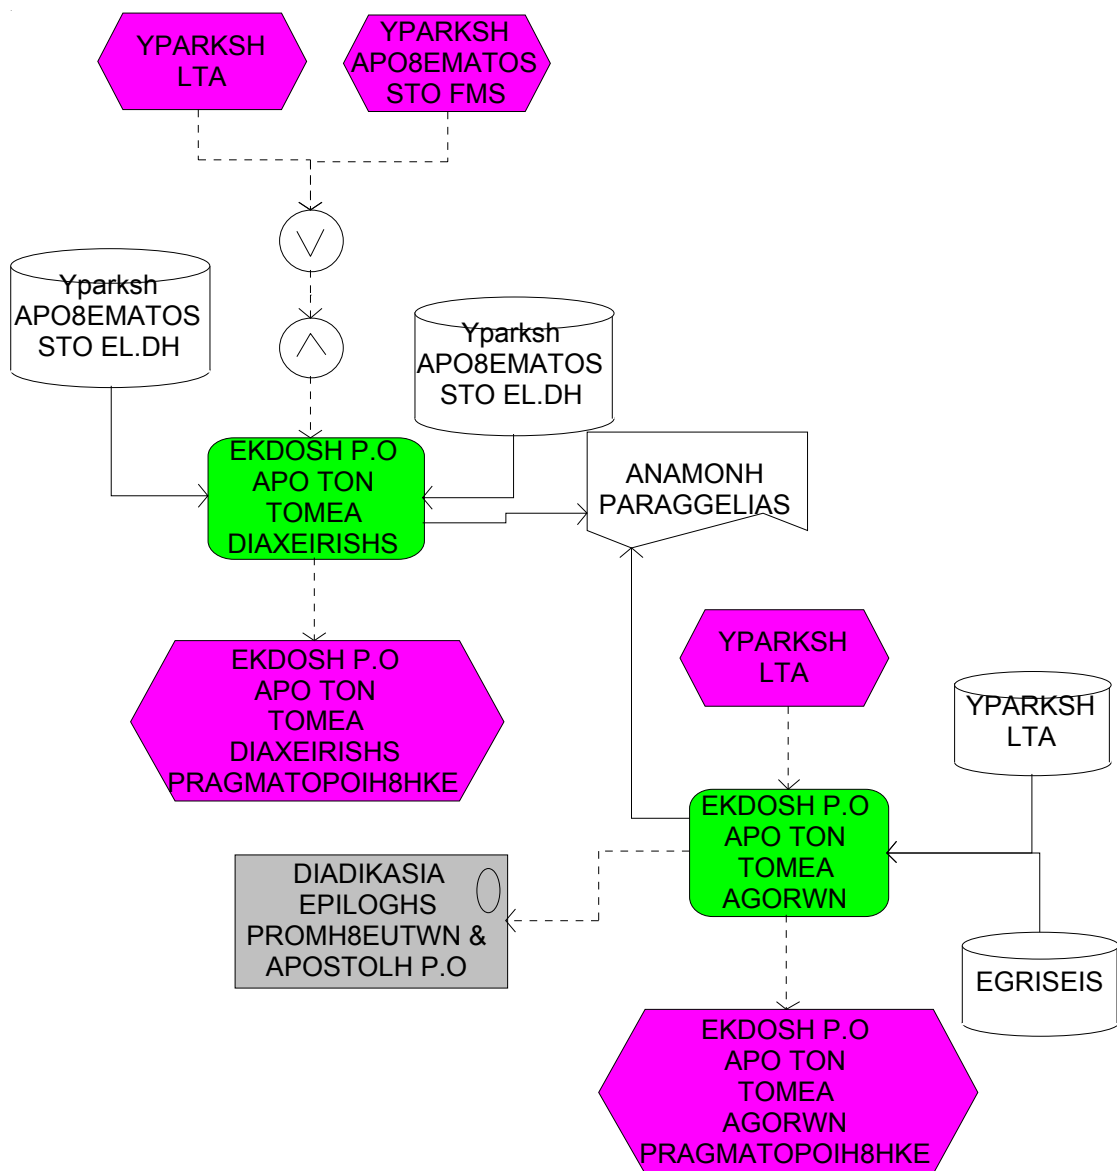 YPARKSH
LTA
YPARKSH
APO8EMATOS
STO FMS
Yparksh
APO8EMATOS
STO EL.DH
Yparksh
APO8EMATOS
STO EL.DH
EKDOSH P.O
APO TON
TOMEA
DIAXEIRISHS
ANAMONH
PARAGGELIAS
EKDOSH P.O
APO TON
TOMEA
DIAXEIRISHS
PRAGMATOPOIH8HKE
YPARKSH
LTA
YPARKSH
LTA
EKDOSH P.O
APO TON
TOMEA
AGORWN
DIADIKASIA
EPILOGHS
PROMH8EUTWN &
APOSTOLH P.O
EGRISEIS
EKDOSH P.O
APO TON
TOMEA
AGORWN
PRAGMATOPOIH8HKE